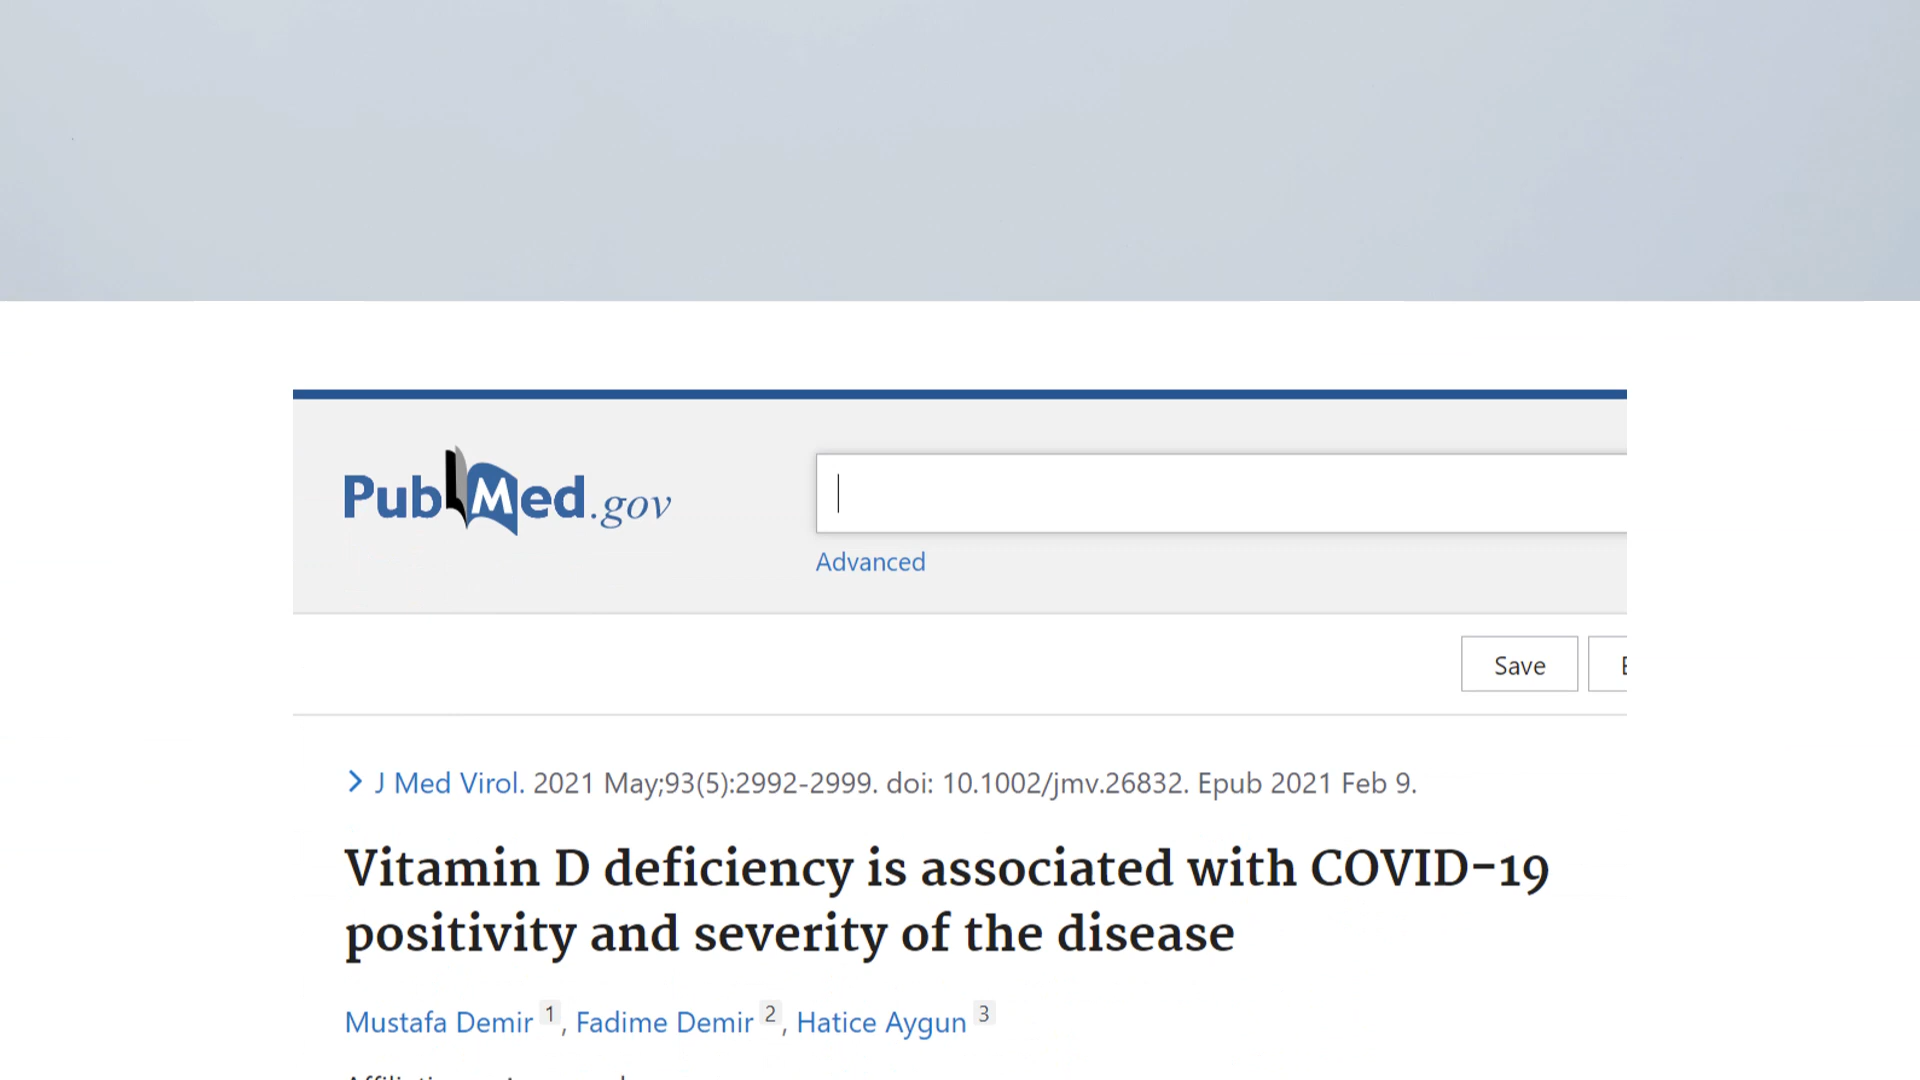 PubMed.gov
Advanced
Save
J Med Virol. 2021 May;93(5):2992-2999. doi: 10.1002/jmv.26832. Epub 2021 Feb 9.
Vitamin D deficiency is associated with COVID-19
positivity and severity of the disease
Mustafa Demir 1, Fadime Demir 2, Hatice Aygun 3